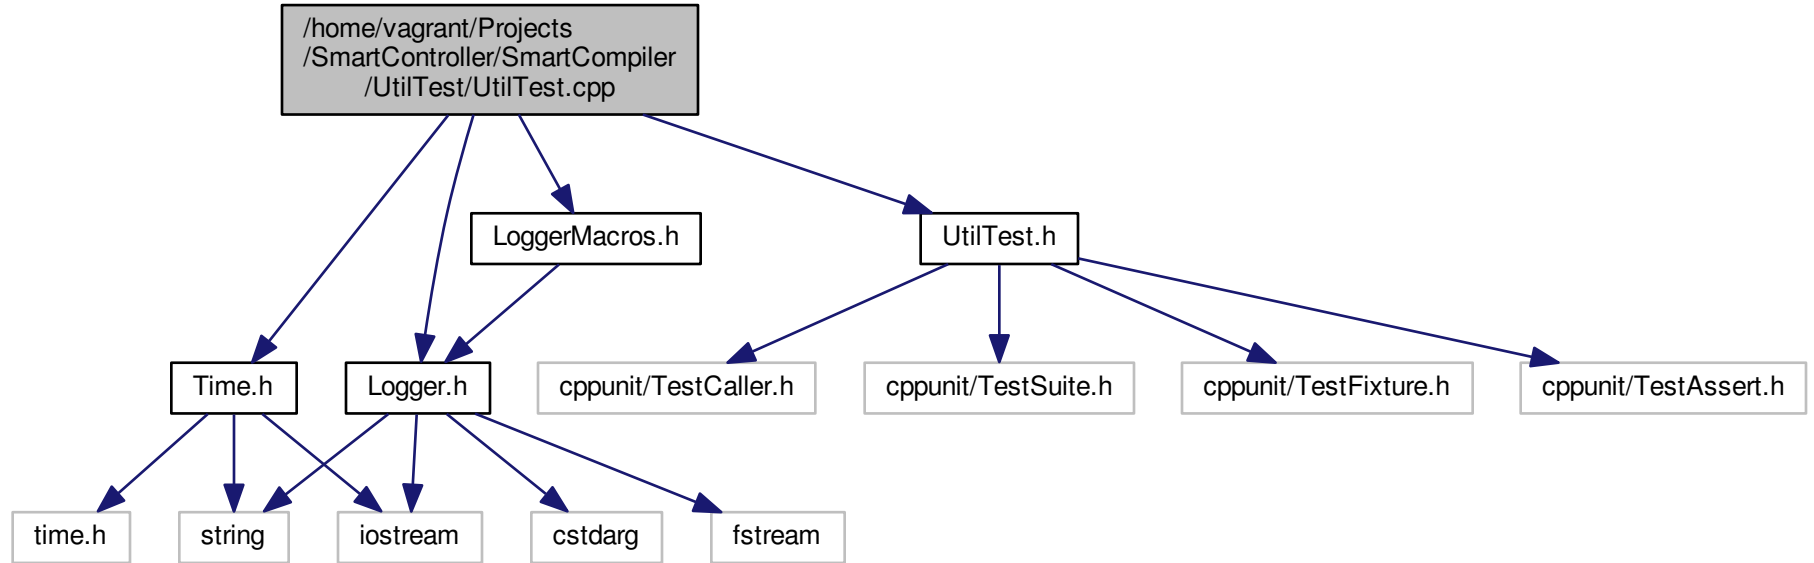 /home/vagrant/Projects
/SmartController/SmartCompiler
/UtilTest/UtilTest.cpp
LoggerMacros.h
UtilTest.h
Time.h
Logger.h
cppunit/TestCaller.h
cppunit/TestSuite.h
cppunit/TestFixture.h
cppunit/TestAssert.h
time.h
string
iostream
cstdarg
fstream